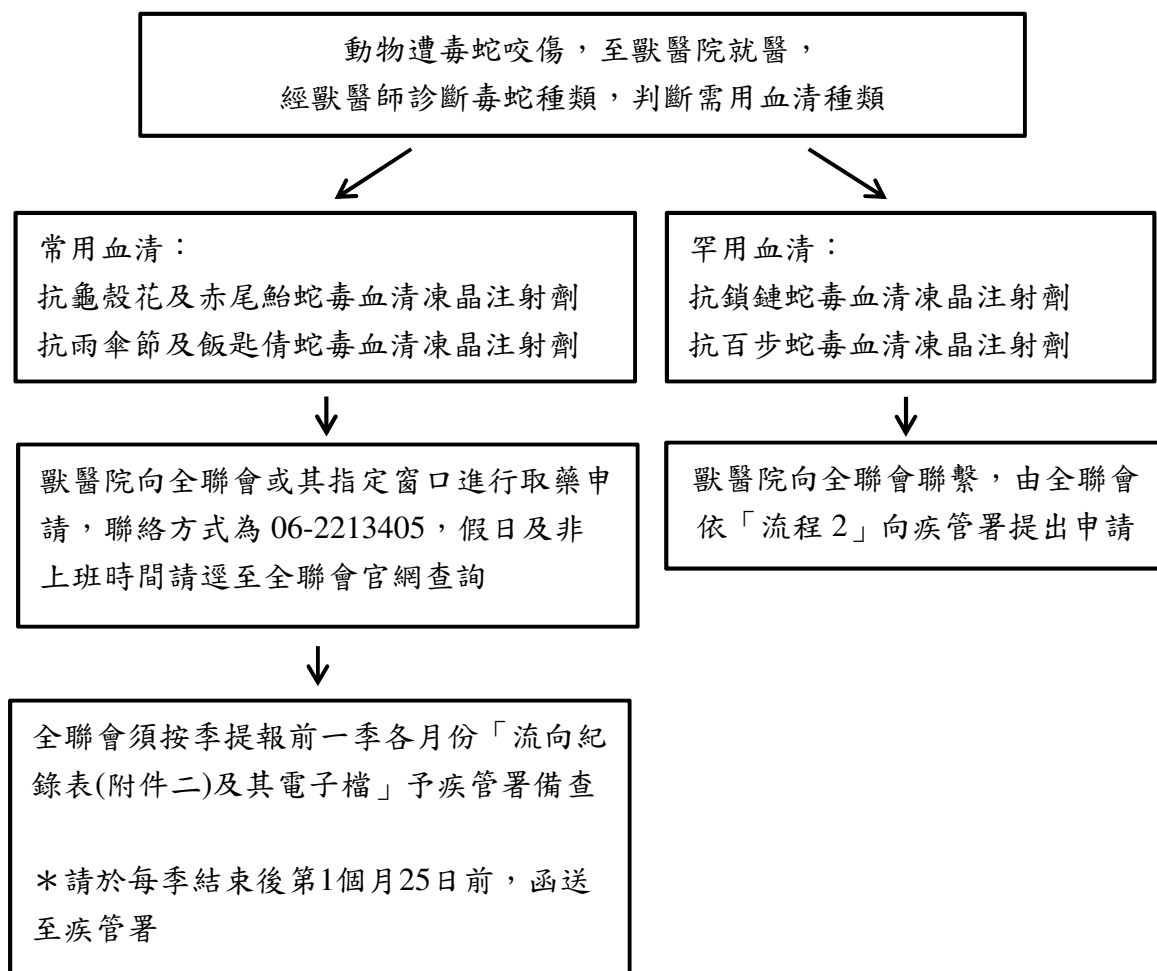 動物遭毒蛇咬傷，至獸醫院就醫，
經獸醫師診斷毒蛇種類，判斷需用血清種類
常用血清：
抗龜殼花及赤尾鮐蛇毒血清凍晶注射劑
抗雨傘節及飯匙倩蛇毒血清凍晶注射劑
罕用血清：
抗鎖鏈蛇毒血清凍晶注射劑
抗百步蛇毒血清凍晶注射劑
獸醫院向全聯會或其指定窗口進行取藥申
請，聯絡方式為 06-2213405，假日及非
上班時間請逕至全聯會官網查詢
獸醫院向全聯會聯繫，由全聯會
依「流程 2」向疾管署提出申請
全聯會須按季提報前一季各月份「流向紀
錄表(附件二)及其電子檔」予疾管署備查
＊請於每季結束後第1個月25日前，函送
至疾管署